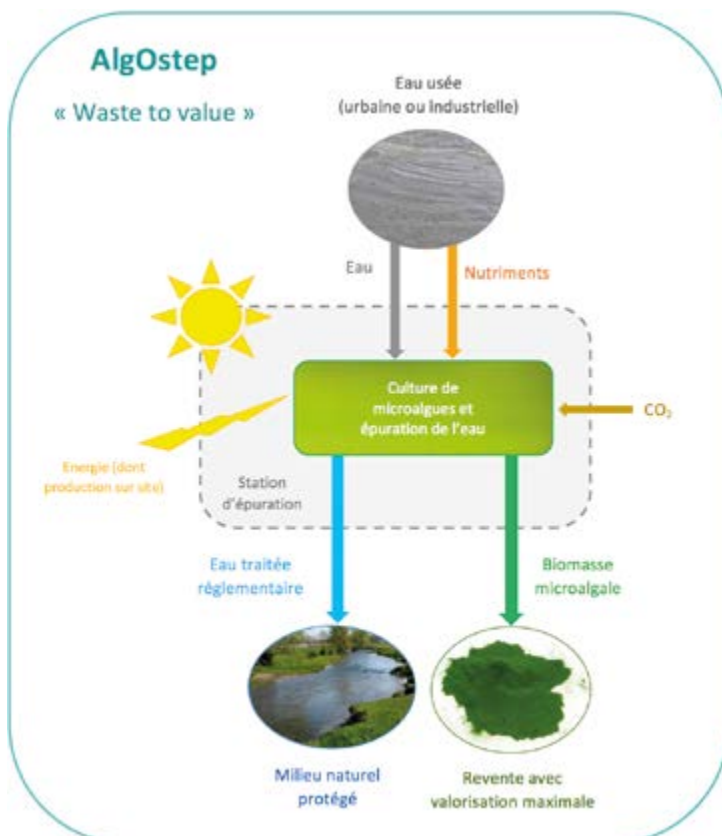 AlgOstep
« Waste to value »
Eau usée
(urbaine ou industrielle)
Eau
Nutriments
Culture de
microalgues et
épuration de l'eau
CO₂
Energie (dont
production sur site)
Station
d'épuration
Eau traitée
règlementaire
Biomasse
microalgale
Milieu naturel
protégé
Revente avec
valorisation maximale